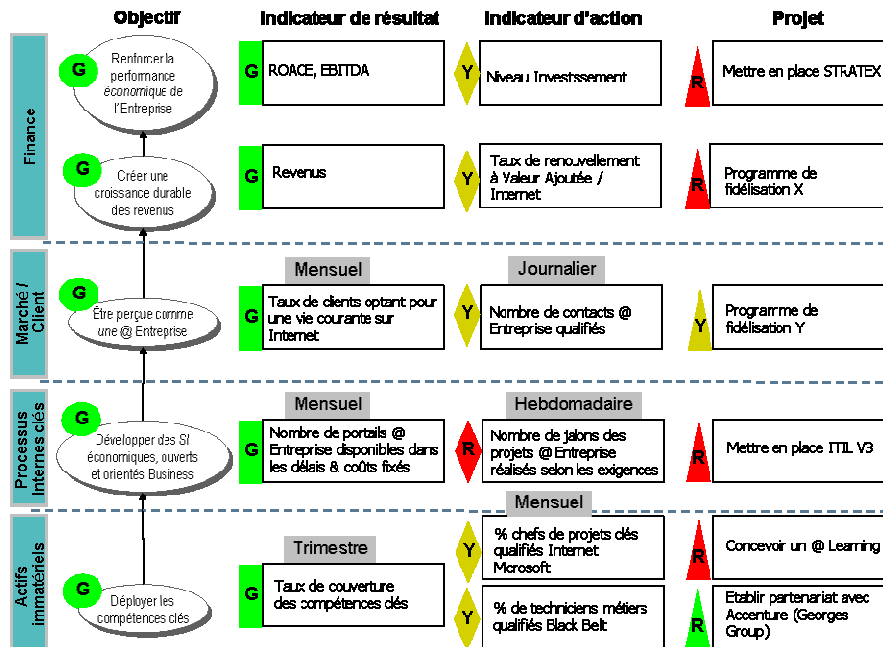 Objectif
Indicateur de résultat
Indicateur d'action
Projet
Finance
G
Renforcer la
performance
économique de
l'Entreprise
G
ROACE, EBITDA
Y
Niveau Investssement
R
Mettre en place STRATEX
G
Créer une
croissance durable
des revenus
G
Revenus
Y
Taux de renouvellement
à Valeur Ajoutée /
Internet
R
Programme de
fidélisation X
Marché /
Client
G
Être perçue comme
une @ Entreprise
Mensuel
G
Taux de clients optant pour
une vie courante sur
Internet
Journalier
Y
Nombre de contacts @
Entreprise qualifiés
Y
Programme de
fidélisation Y
Processus
Internes clés
G
Développer des SI
économiques, ouverts
et orientés Business
Mensuel
G
Nombre de portails @
Entreprise disponibles dans
les délais & coûts fixés
Hebdomadaire
R
Nombre de jalons des
projets @ Entreprise
réalisés selon les exigences
R
Mettre en place ITIL V3
Actifs
immatériels
G
Déployer les
compétences clés
Trimestre
G
Taux de couverture
des compétences clés
Mensuel
Y
% chefs de projets clés
qualifiés Internet
Mcrosoft
R
Concevoir un @ Learning
Y
% de techniciens métiers
qualifiés Black Belt
R
Etablir partenariat avec
Accenture (Georges
Group)